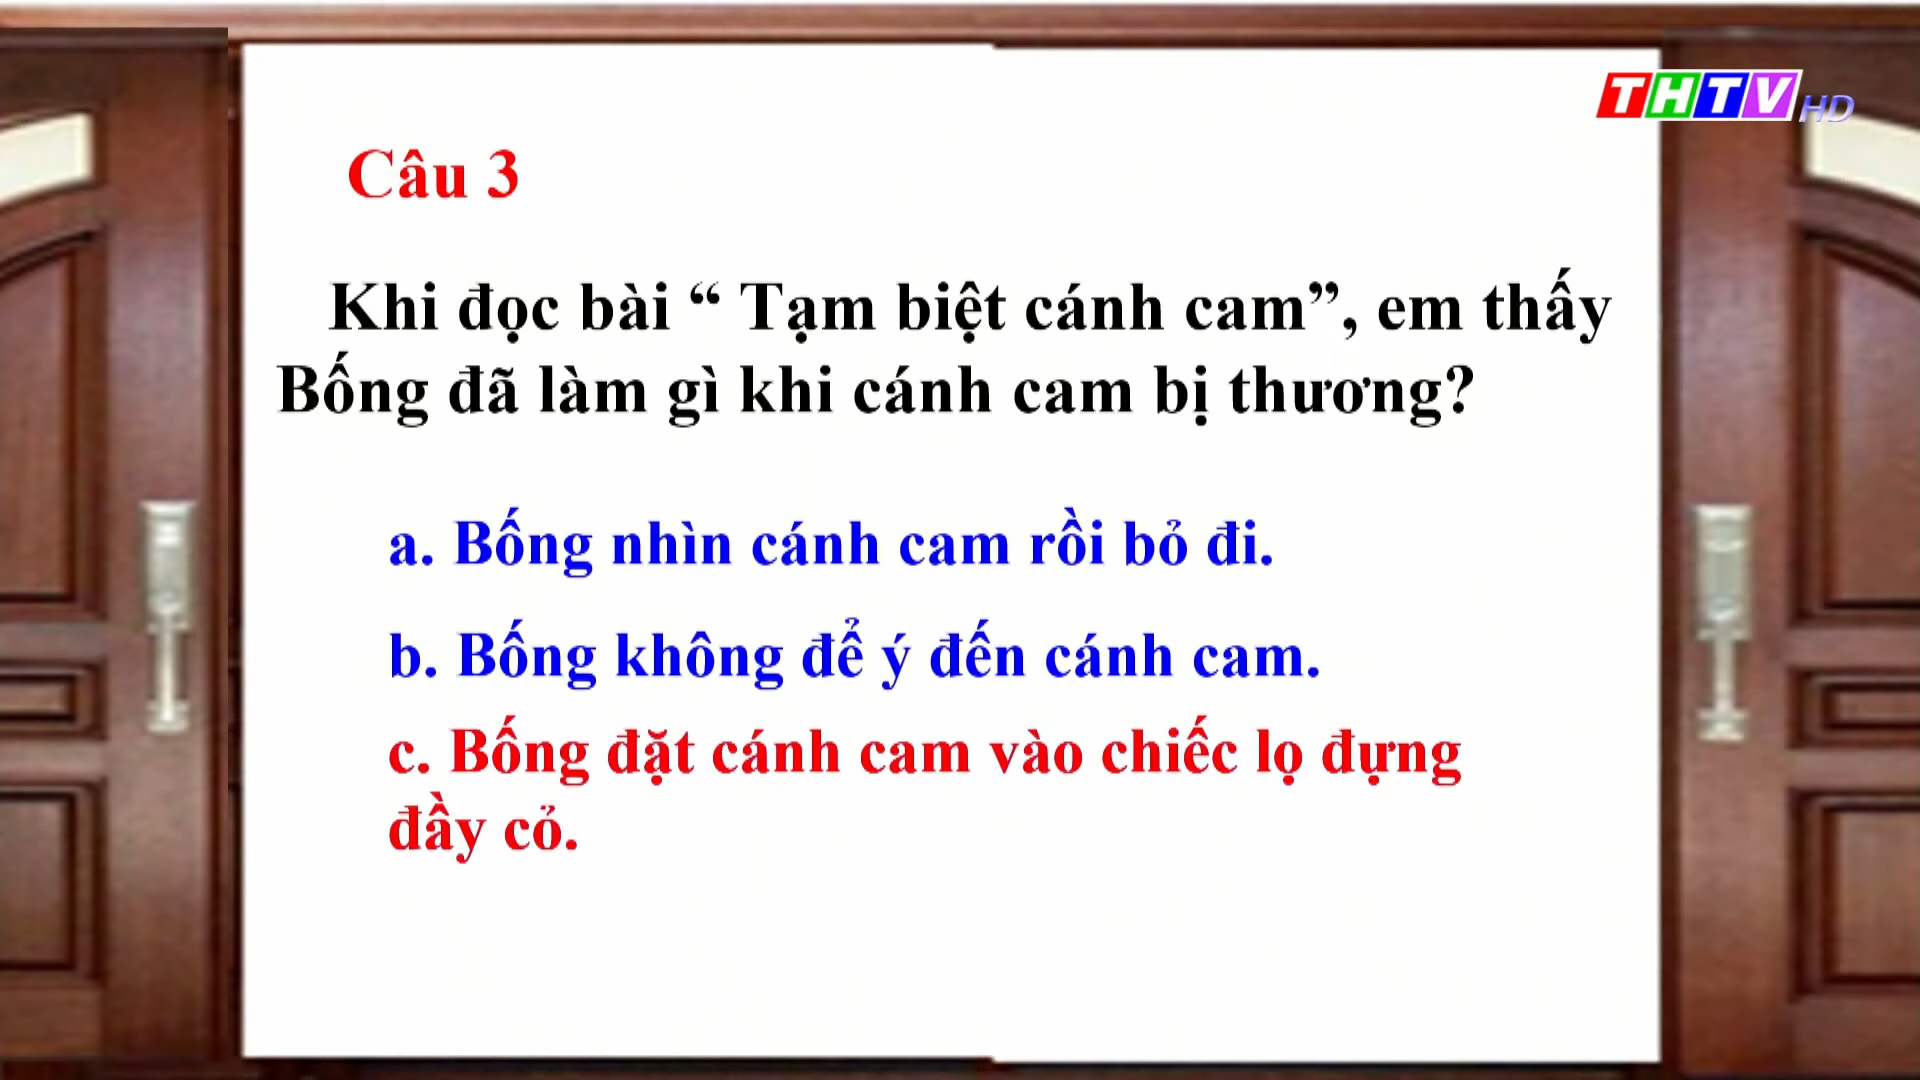 THTV HD
Câu 3
Khi đọc bài “ Tạm biệt cánh cam”, em thấy
Bống đã làm gì khi cánh cam bị thương?
a. Bống nhìn cánh cam rồi bỏ đi.
b. Bống không để ý đến cánh cam.
c. Bống đặt cánh cam vào chiếc lọ đựng
đầy cỏ.